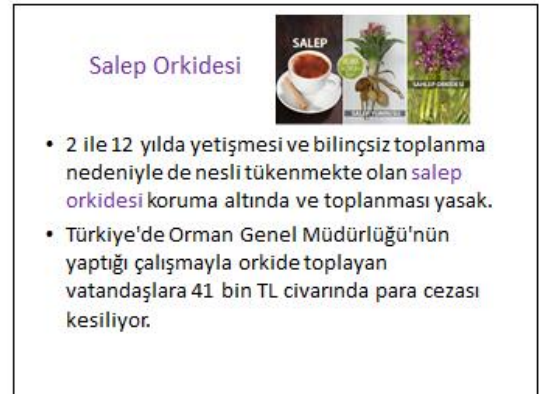 Salep Orkidesi
SALEP
SALEP YUMRUSU
SAHLEP ORKİDESİ
• 2 ile 12 yılda yetişmesi ve bilinçsiz toplanma
nedeniyle de nesli tükenmekte olan salep
orkidesi koruma altında ve toplanması yasak.
• Türkiye'de Orman Genel Müdürlüğü'nün
yaptığı çalışmayla orkide toplayan
vatandaşlara 41 bin TL civarında para cezası
kesiliyor.